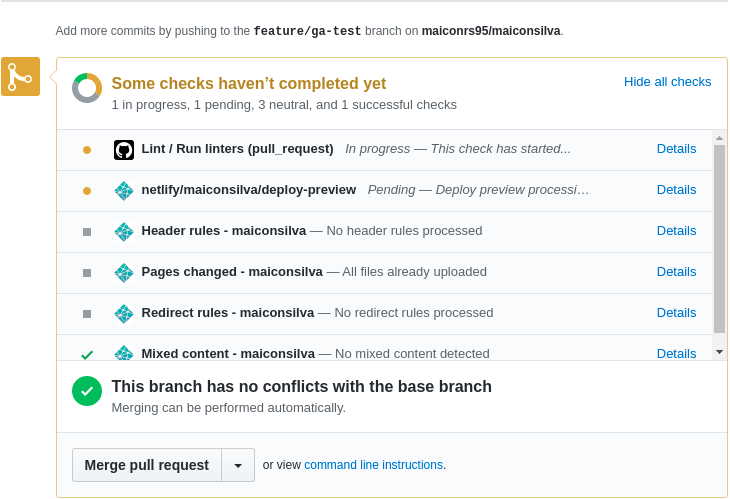 Add more commits by pushing to the feature/ga-test branch on maiconrs95/maiconsilva.
Some checks haven’t completed yet
Hide all checks
1 in progress, 1 pending, 3 neutral, and 1 successful checks
Lint / Run linters (pull_request) In progress — This check has started... Details
netlify/maiconsilva/deploy-preview Pending — Deploy preview processi… Details
Header rules - maiconsilva — No header rules processed Details
Pages changed - maiconsilva — All files already uploaded Details
Redirect rules - maiconsilva — No redirect rules processed Details
Mixed content - maiconsilva — No mixed content detected Details
This branch has no conflicts with the base branch
Merging can be performed automatically.
Merge pull request or view command line instructions.